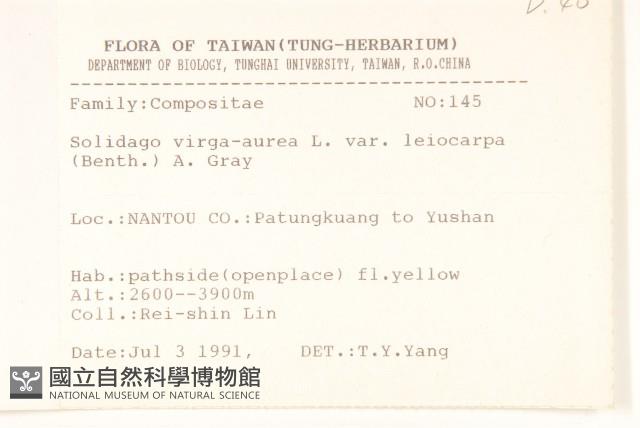 D. 40
FLORA OF TAIWAN(TUNG-HERBARIUM)
DEPARTMENT OF BIOLOGY, TUNGHAI UNIVERSITY, TAIWAN, R.O.CHINA
Family:Compositae NO:145
Solidago virga-aurea L. var. leiocarpa
(Benth.) A. Gray
Loc.:NANTOU CO.:Patungkuang to Yushan
Hab.:pathside(openplace) fl.yellow
Alt.:2600--3900m
Coll.:Rei-shin Lin
Date:Jul 3 1991, DET.:T.Y.Yang
國立自然科學博物館
NATIONAL MUSEUM OF NATURAL SCIENCE